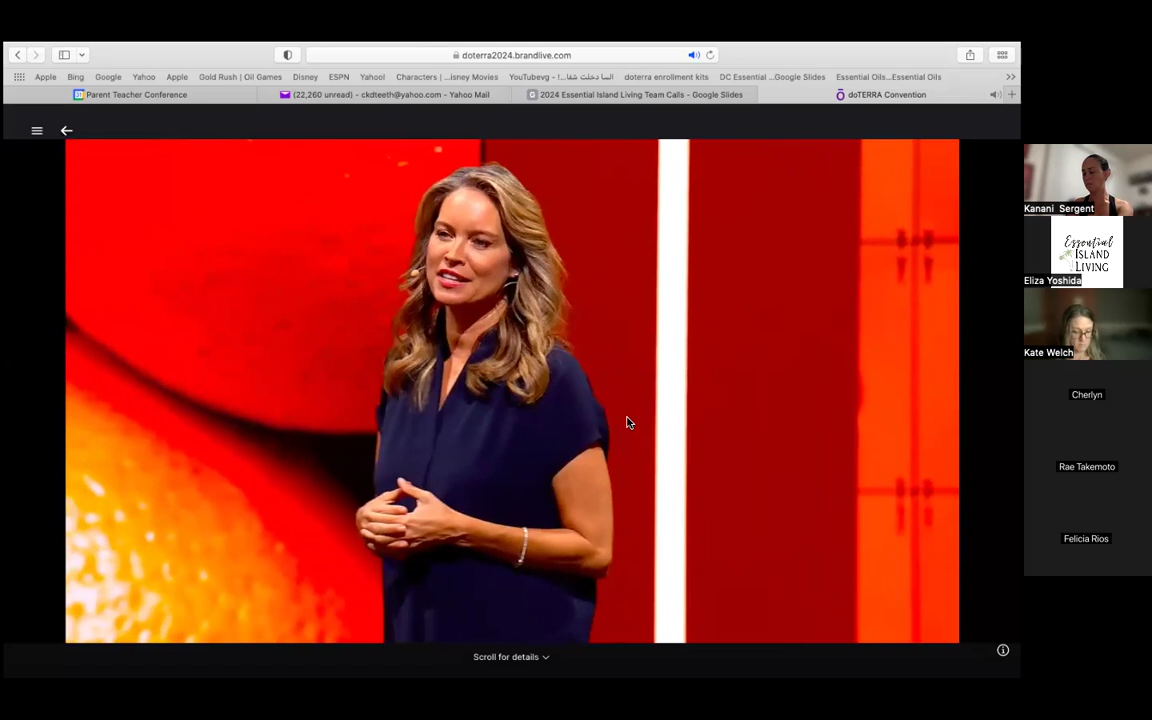 doterra2024.brandlive.com
Apple Bing Google Yahoo Apple Gold Rush | Oil Games Disney ESPN Yahoo! Characters | ...isney Movies YouTubevg - !...السا دخلت شفا doterra enrollment kits DC Essential ...Google Slides Essential Oils...Essential Oils
Parent Teacher Conference (22,260 unread) - ckdteeth@yahoo.com - Yahoo Mail 2024 Essential Island Living Team Calls - Google Slides doTERRA Convention
Kanani Sergent
Essential
ISLAND
LIVING
Eliza Yoshida
Kate Welch
Cherlyn
Rae Takemoto
Felicia Rios
Scroll for details